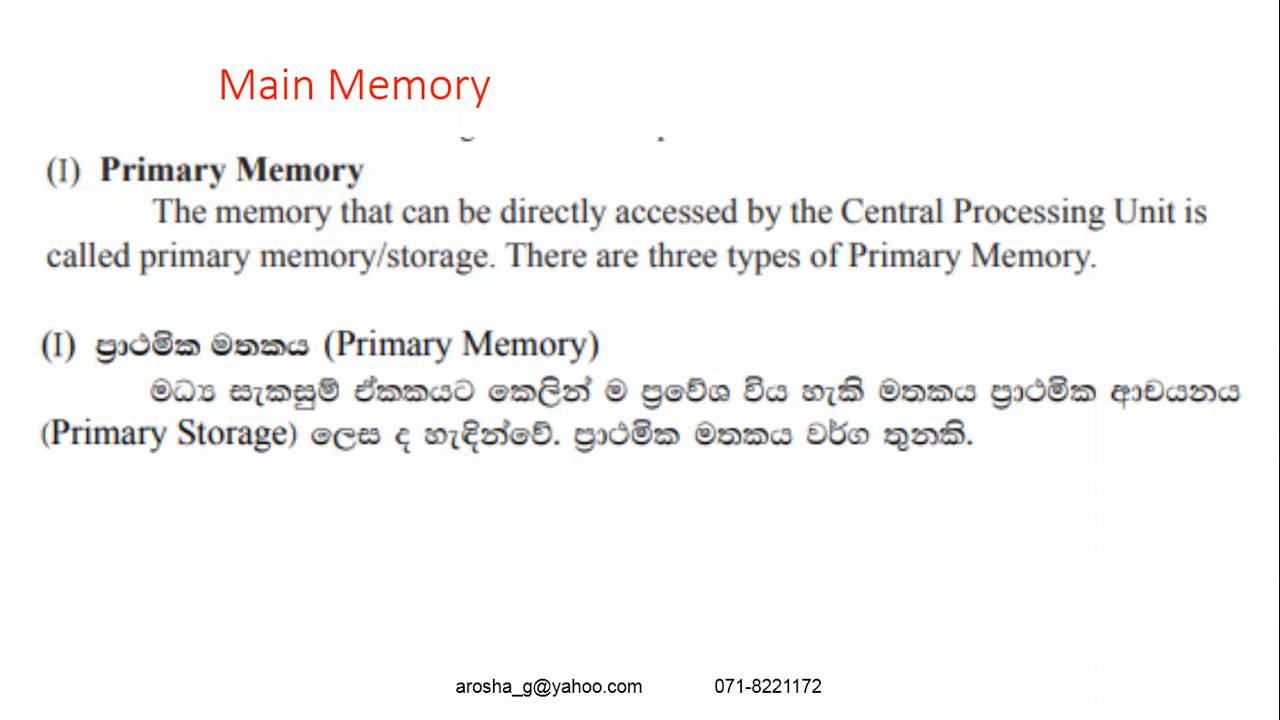 Main Memory
(I) Primary Memory
The memory that can be directly accessed by the Central Processing Unit is
called primary memory/storage. There are three types of Primary Memory.
(I) ප්‍රාථමික මතකය (Primary Memory)
මධ්‍ය සැකසුම් ඒකකයට කෙලින් ම ප්‍රවේශ විය හැකි මතකය ප්‍රාථමික ආචයනය
(Primary Storage) ලෙස ද හැඳින්වේ. ප්‍රාථමික මතකය වර්ග තුනකි.
arosha_g@yahoo.com 071-8221172